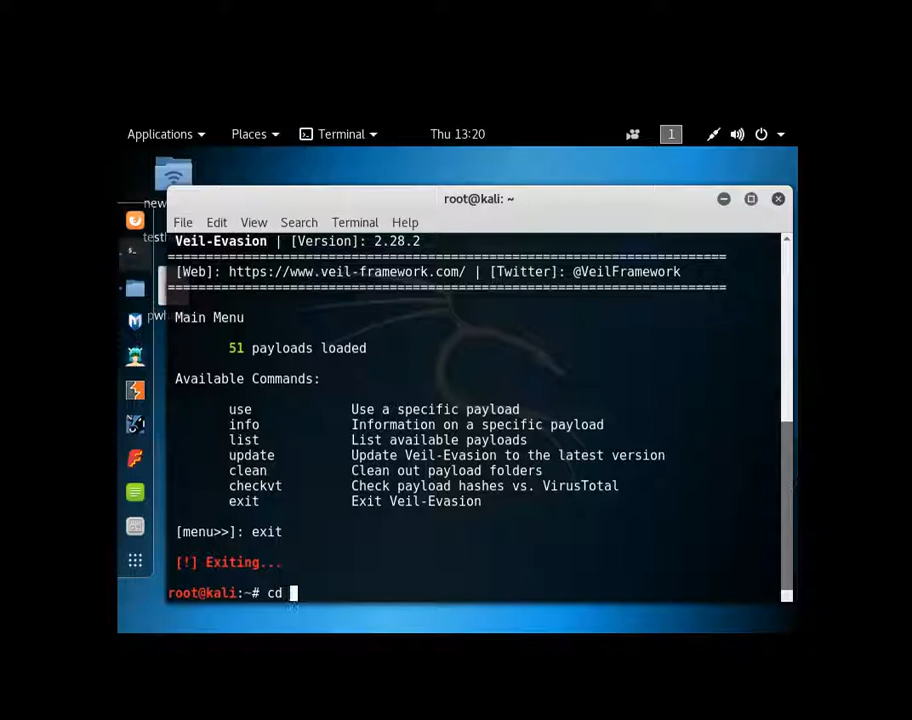 Applications Places Terminal Thu 13:20 1
root@kali: ~
File Edit View Search Terminal Help
Veil-Evasion | [Version]: 2.28.2
=========================================================================
[Web]: https://www.veil-framework.com/ | [Twitter]: @VeilFramework
=========================================================================
Main Menu
51 payloads loaded
Available Commands:
use Use a specific payload
info Information on a specific payload
list List available payloads
update Update Veil-Evasion to the latest version
clean Clean out payload folders
checkvt Check payload hashes vs. VirusTotal
exit Exit Veil-Evasion
[menu>>]: exit
[!] Exiting...
root@kali:~# cd
new